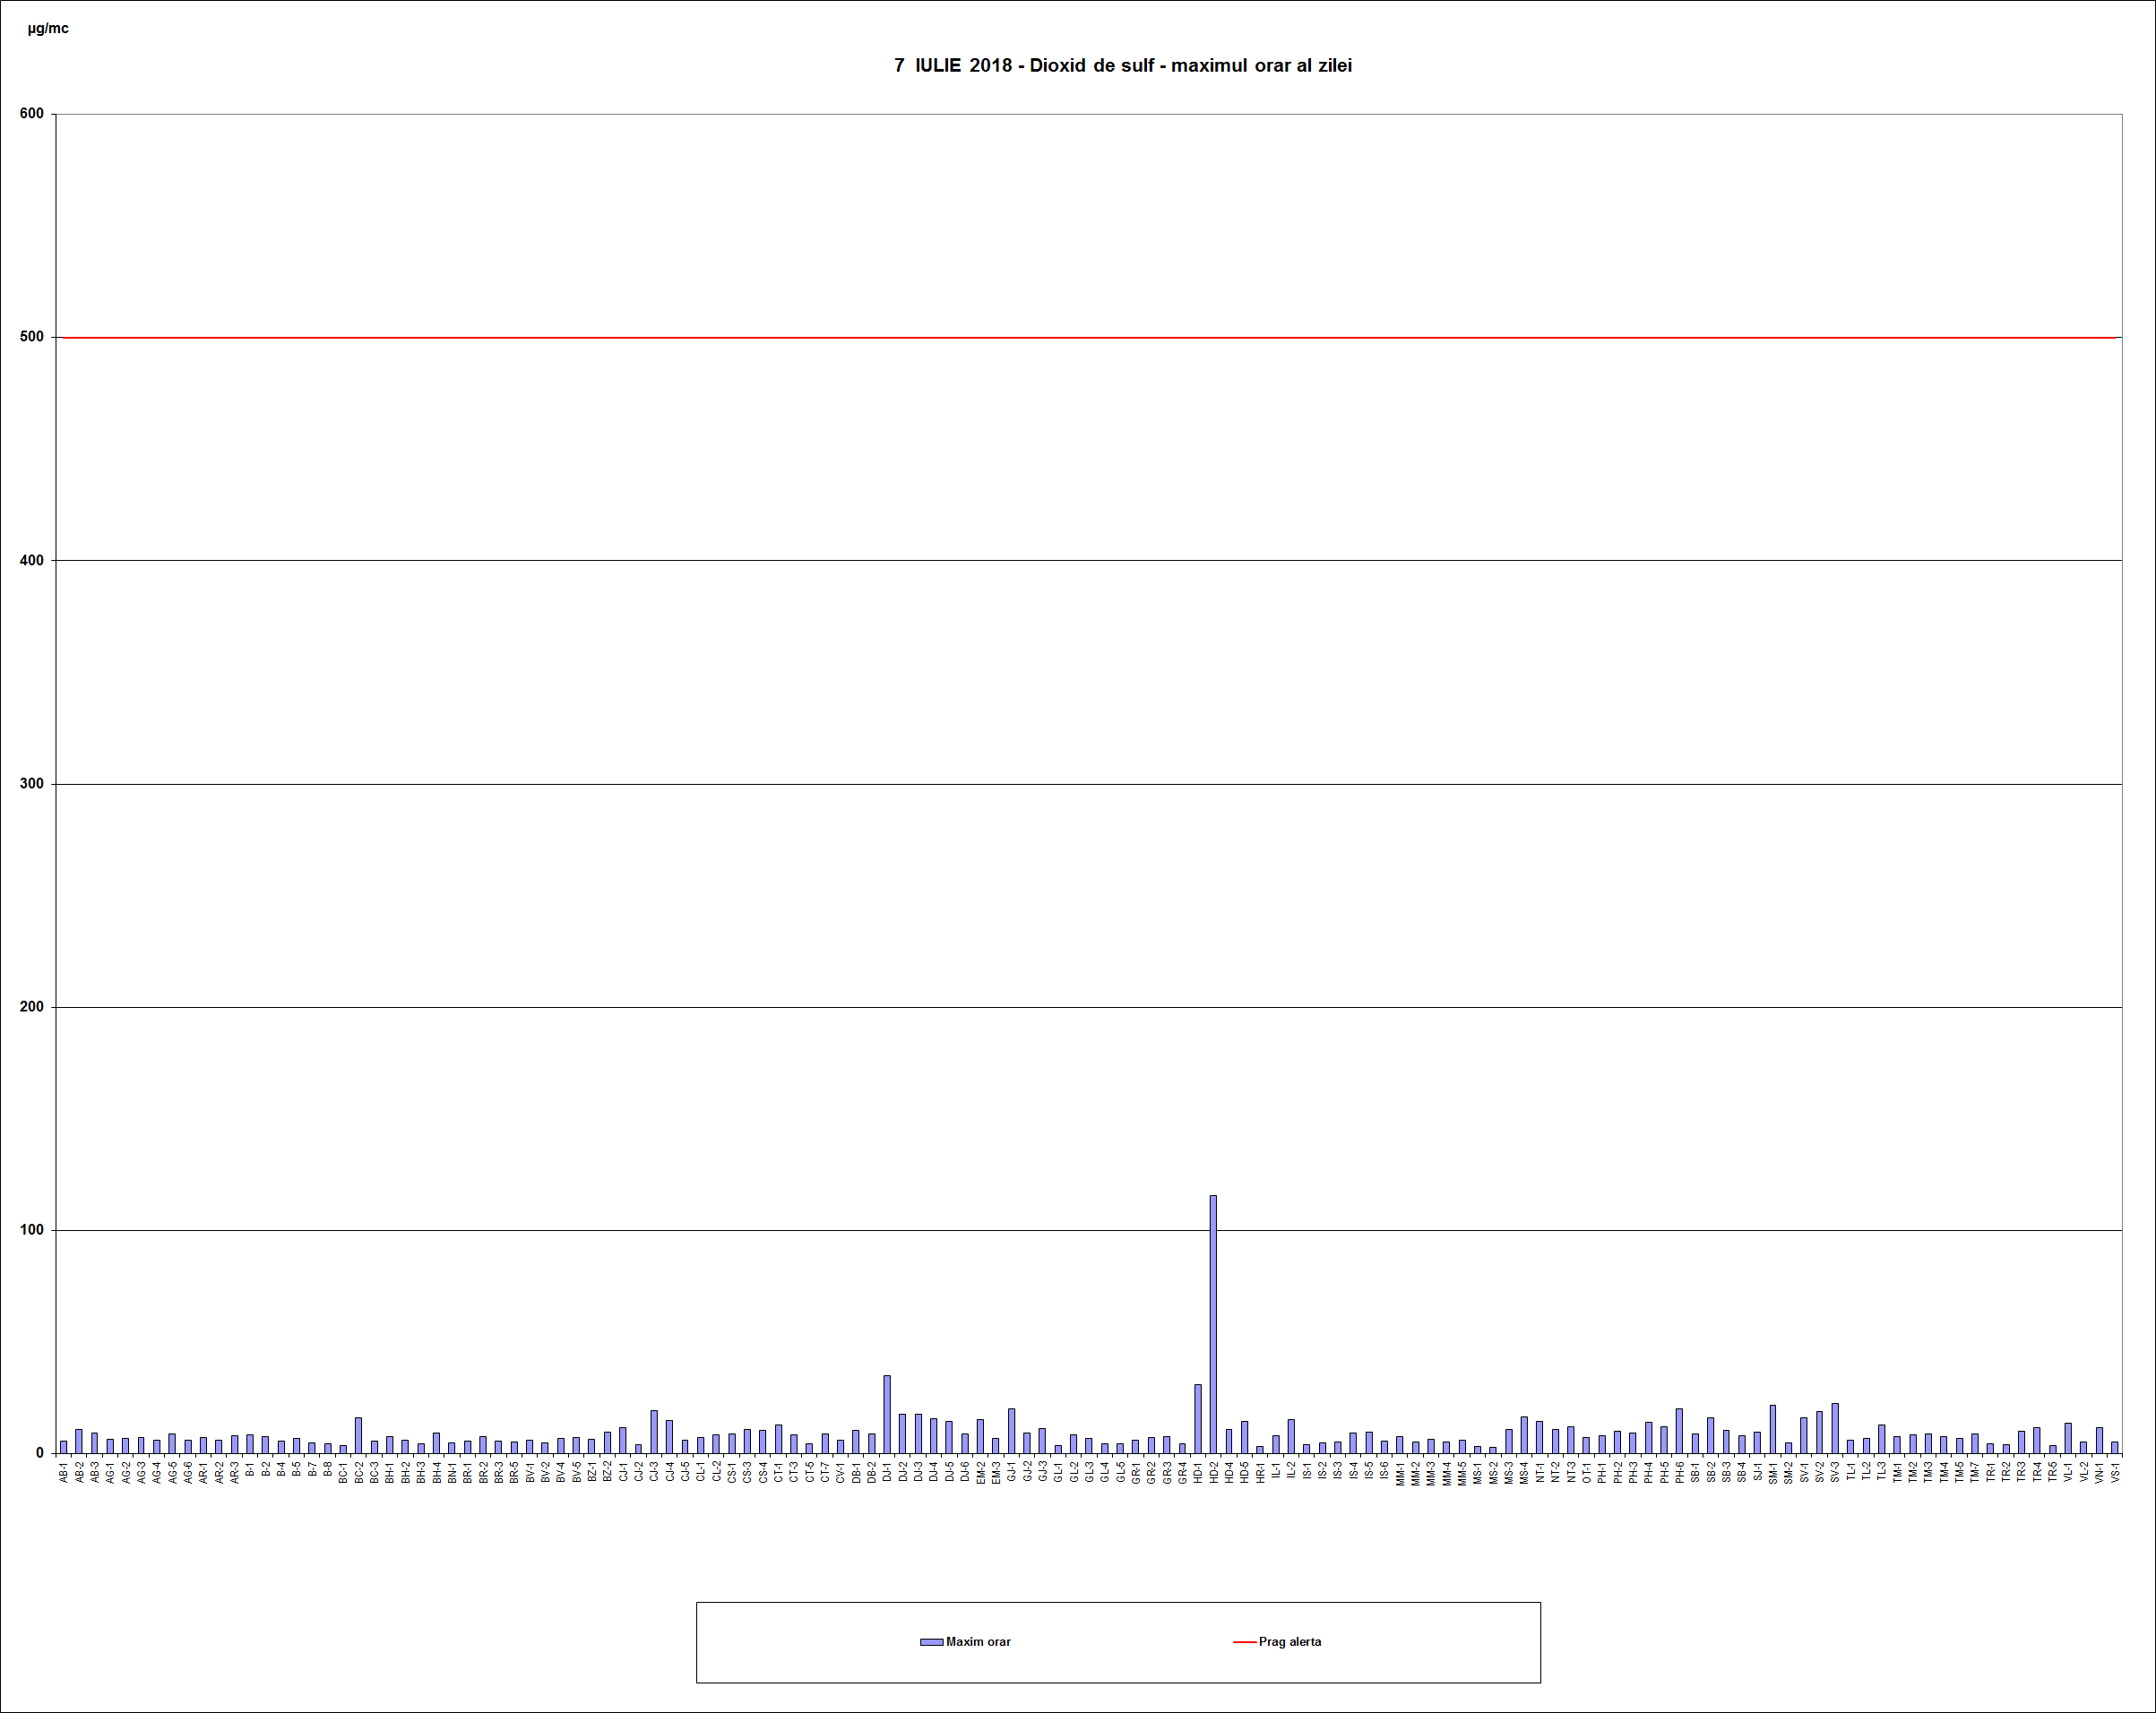 µg/mc
7 IULIE 2018 - Dioxid de sulf - maximul orar al zilei
600
500
400
300
200
100
0
AB-1 AB-2 AB-3 AG-1 AG-2 AG-3 AG-4 AG-5 AG-6 AR-1 AR-2 AR-3 B-1 B-2 B-4 B-5 B-7 B-8 BC-1 BC-2 BC-3 BH-1 BH-2 BH-3 BH-4 BN-1 BR-1 BR-2 BR-3 BR-5 BV-1 BV-2 BV-4 BV-5 BZ-1 BZ-2 CJ-1 CJ-2 CJ-3 CJ-4 CJ-5 CL-1 CL-2 CS-1 CS-3 CS-4 CT-1 CT-3 CT-5 CT-7 CV-1 DB-1 DB-2 DJ-1 DJ-2 DJ-3 DJ-4 DJ-5 DJ-6 EM-2 EM-3 GJ-1 GJ-2 GJ-3 GL-1 GL-2 GL-3 GL-4 GL-5 GR-1 GR-2 GR-3 GR-4 HD-1 HD-2 HD-4 HD-5 HR-1 IL-1 IL-2 IS-1 IS-2 IS-3 IS-4 IS-5 IS-6 MM-1 MM-2 MM-3 MM-4 MM-5 MS-1 MS-2 MS-3 MS-4 NT-1 NT-2 NT-3 OT-1 PH-1 PH-2 PH-3 PH-4 PH-5 PH-6 SB-1 SB-2 SB-3 SB-4 SJ-1 SM-1 SM-2 SV-1 SV-2 SV-3 TL-1 TL-2 TL-3 TM-1 TM-2 TM-3 TM-4 TM-5 TM-7 TR-1 TR-2 TR-3 TR-4 TR-5 VL-1 VL-2 VN-1 VS-1
Maxim orar Prag alerta